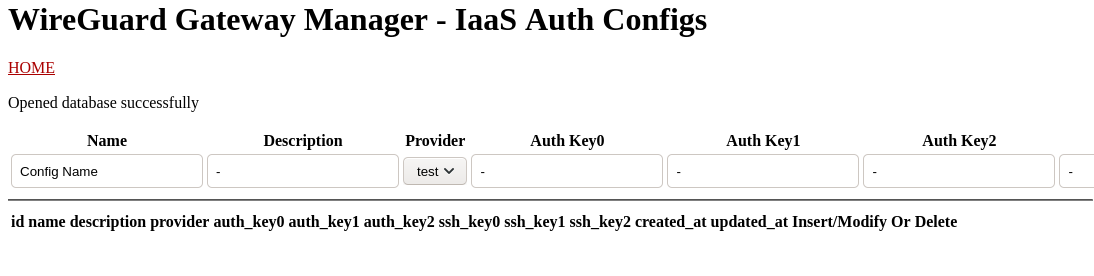 WireGuard Gateway Manager - IaaS Auth Configs
HOME
Opened database successfully
Name Description Provider Auth Key0 Auth Key1 Auth Key2
Config Name - test - - - -
id name description provider auth_key0 auth_key1 auth_key2 ssh_key0 ssh_key1 ssh_key2 created_at updated_at Insert/Modify Or Delete